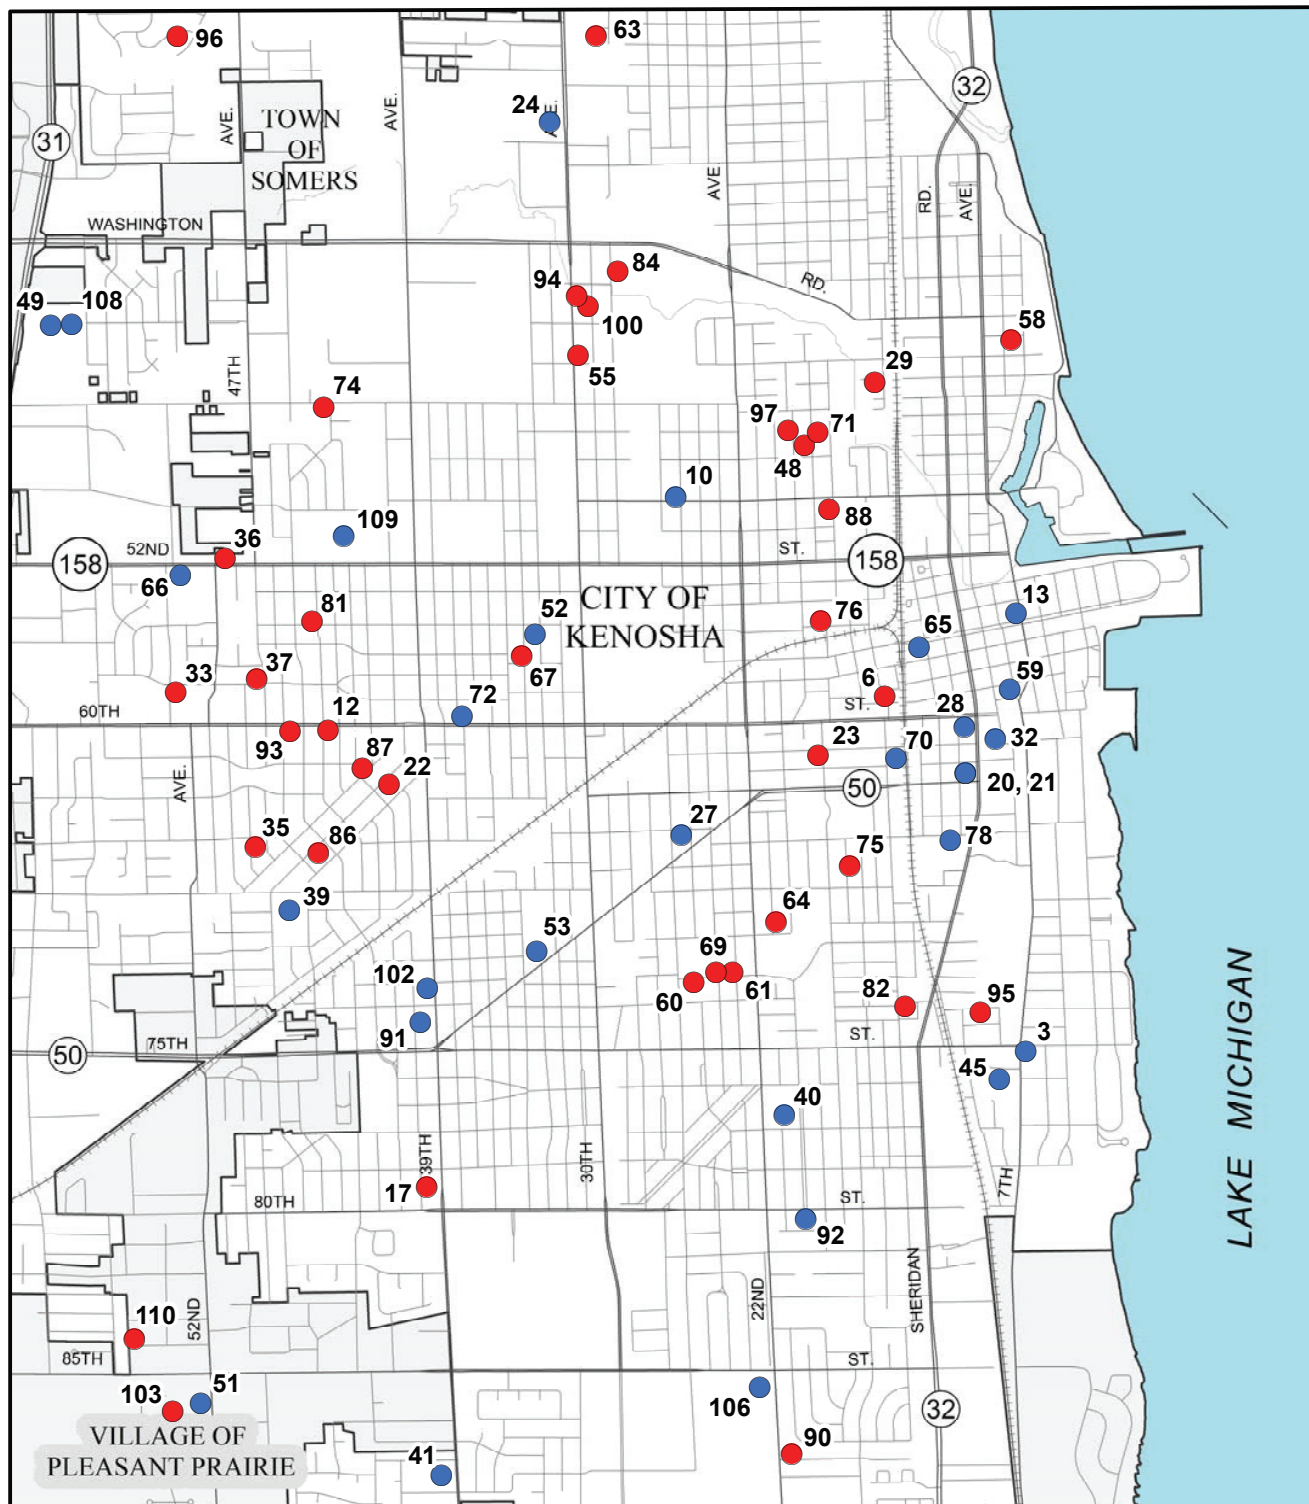 96
63
32
24
AVE.
AVE.
AVE.
31
TOWN
OF
SOMERS
AVE
RD.
AVE.
WASHINGTON
84
RD.
94
49
108
100
58
55
29
47TH
74
97
71
48
10
88
109
36
52ND
ST.
158
158
66
CITY OF
KENOSHA
13
81
52
76
65
37
33
67
6
59
72
60TH
12
ST.
28
93
23
70
32
87
22
AVE.
50
20, 21
27
35
86
75
78
39
64
53
69
102
60
61
82
95
91
ST.
3
75TH
50
45
LAKE MICHIGAN
40
39TH
30TH
17
7TH
80TH
ST.
92
22ND
SHERIDAN
110
52ND
85TH
ST.
103
51
106
32
VILLAGE OF
PLEASANT PRAIRIE
41
90